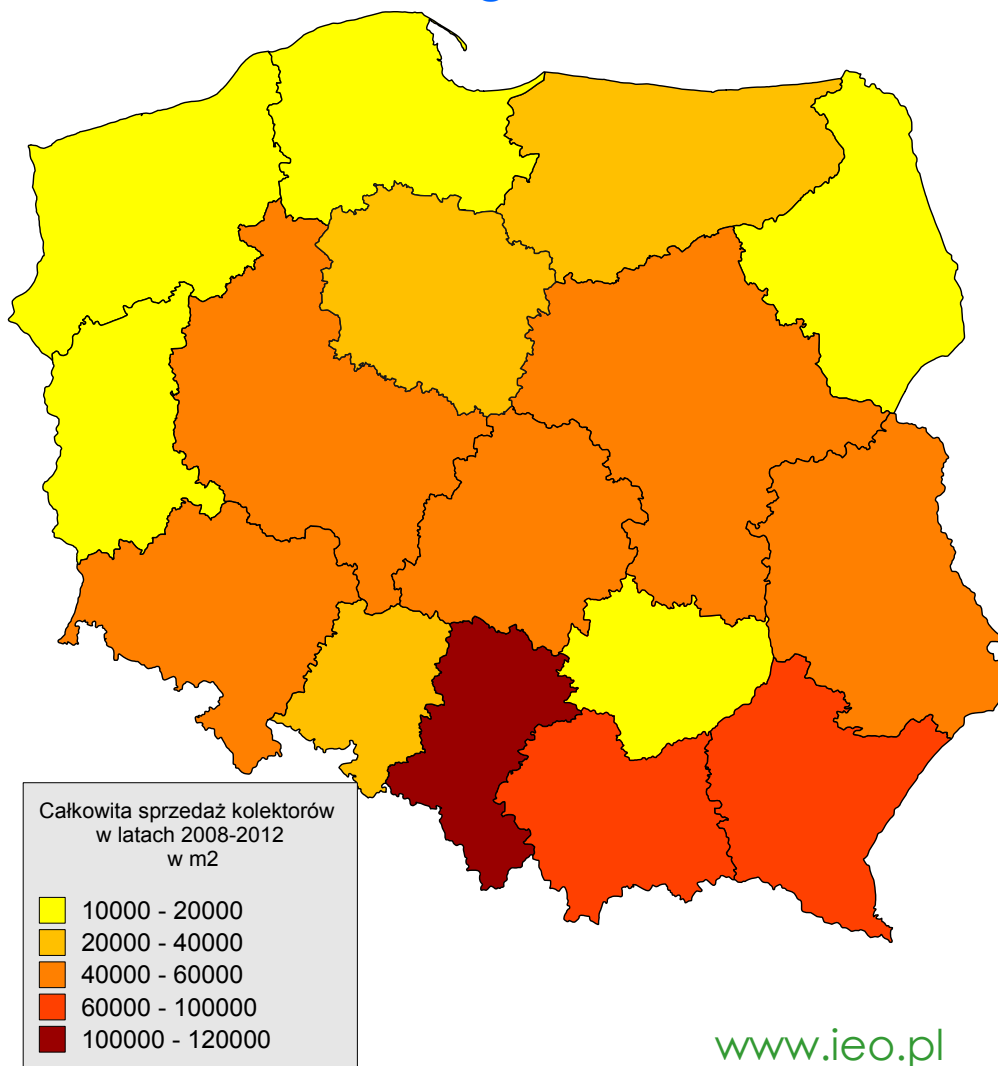 Całkowita sprzedaż kolektorów
w latach 2008-2012
w m2
10000 - 20000
20000 - 40000
40000 - 60000
60000 - 100000
100000 - 120000
www.ieo.pl